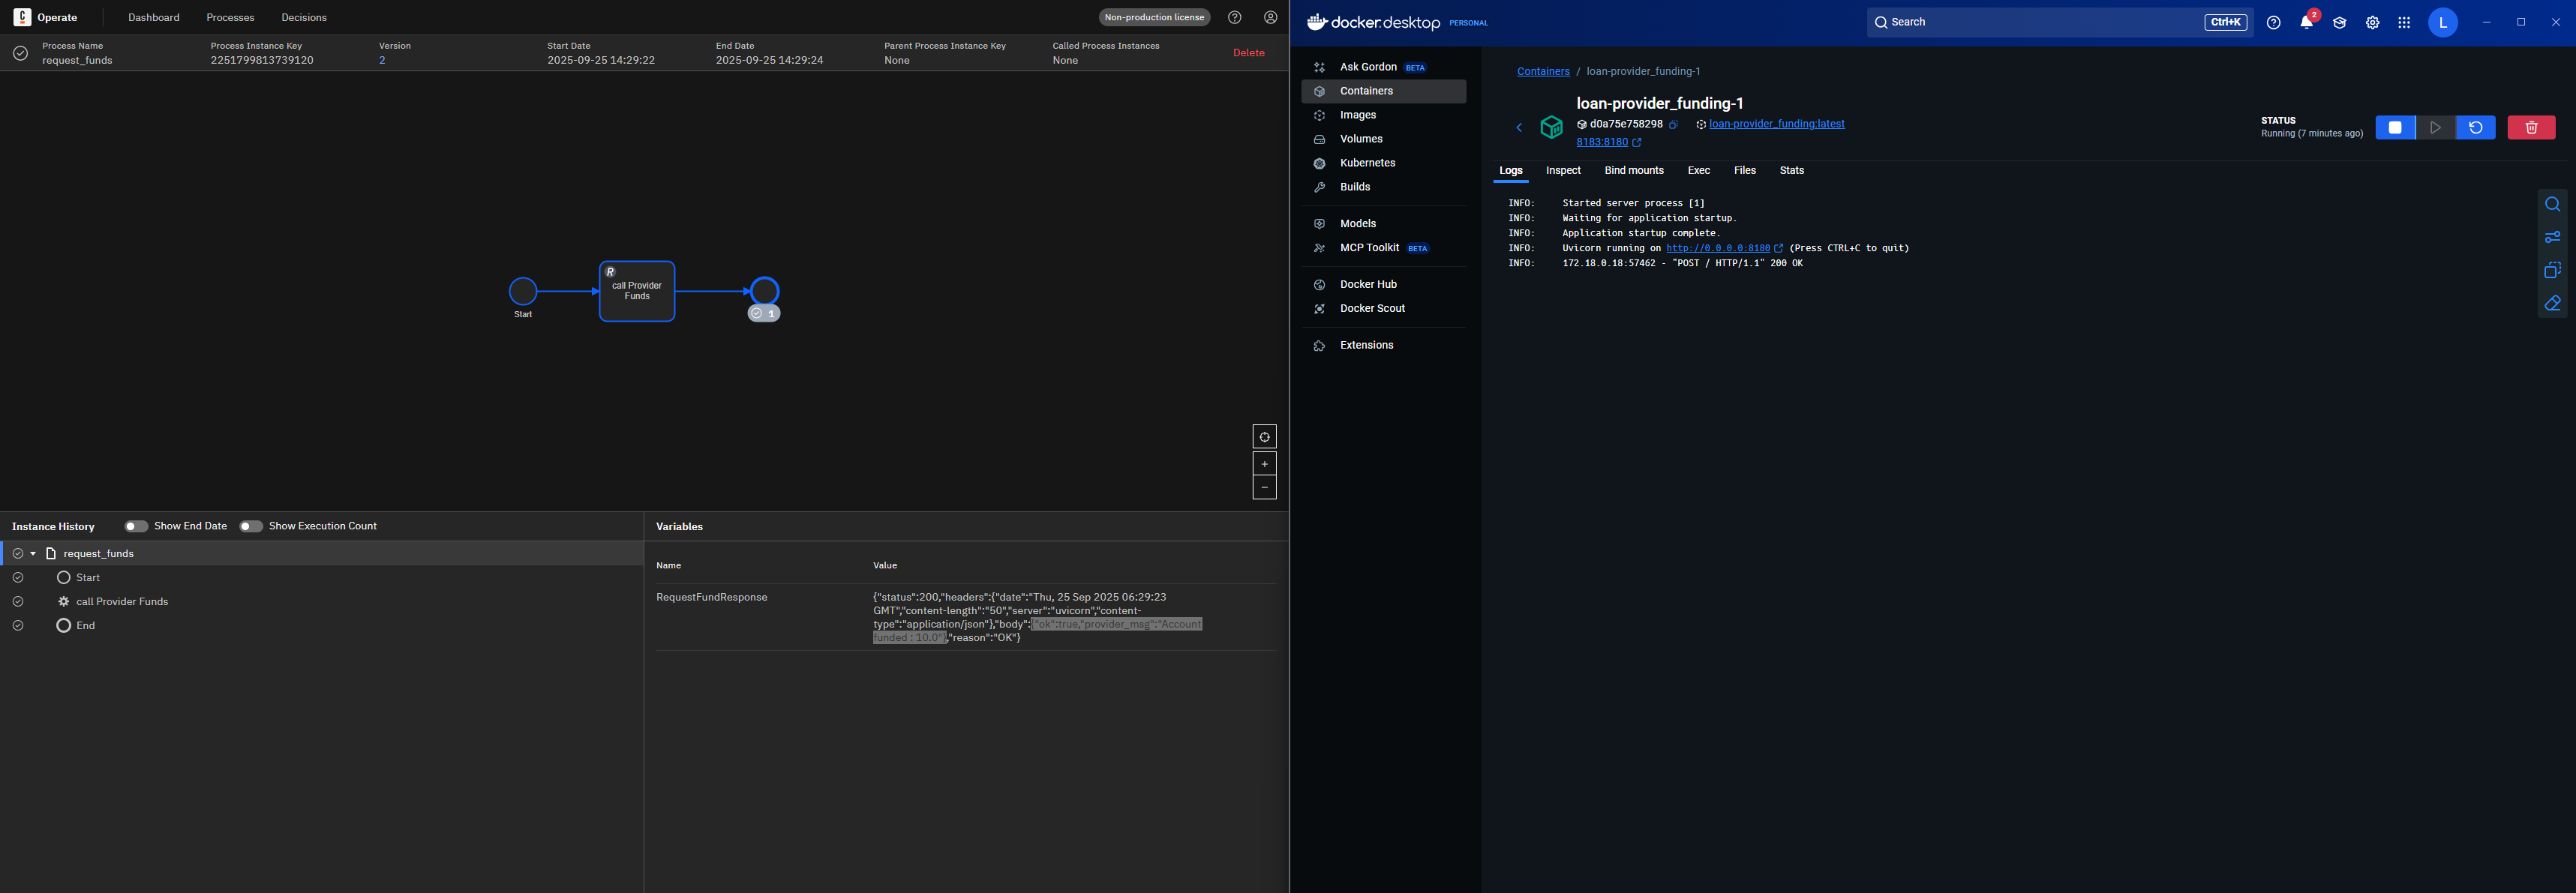 Operate
Dashboard
Processes
Decisions
Non-production license
Process Name
request_funds
Process Instance Key
2251799813739120
Version
2
Start Date
2025-09-25 14:29:22
End Date
2025-09-25 14:29:24
Parent Process Instance Key
None
Called Process Instances
None
Delete
Start
R
call Provider
Funds
1
+
−
Instance History
Show End Date
Show Execution Count
request_funds
Start
call Provider Funds
End
Variables
Name
Value
RequestFundResponse
{"status":200,"headers":{"date":"Thu, 25 Sep 2025 06:29:23
GMT","content-length":"50","server":"uvicorn","content-
type":"application/json"},"body":{"ok":true,"provider_msg":"Account
funded : 10.0"},"reason":"OK"}
docker.desktop
PERSONAL
Search
Ctrl+K
2
L
Ask Gordon BETA
Containers
Images
Volumes
Kubernetes
Builds
Models
MCP Toolkit BETA
Docker Hub
Docker Scout
Extensions
Containers / loan-provider_funding-1
loan-provider_funding-1
d0a75e758298
loan-provider_funding:latest
8183:8180
STATUS
Running (7 minutes ago)
Logs
Inspect
Bind mounts
Exec
Files
Stats
INFO: Started server process [1]
INFO: Waiting for application startup.
INFO: Application startup complete.
INFO: Uvicorn running on http://0.0.0.0:8180 (Press CTRL+C to quit)
INFO: 172.18.0.18:57462 - "POST / HTTP/1.1" 200 OK